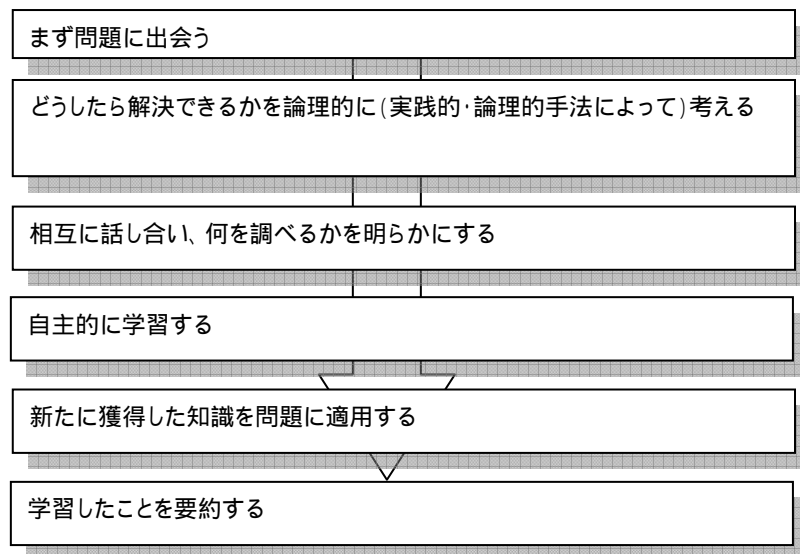 まず問題に出会う
どうしたら解決できるかを論理的に(実践的･論理的手法によって)考える
相互に話し合い、何を調べるかを明らかにする
自主的に学習する
新たに獲得した知識を問題に適用する
学習したことを要約する